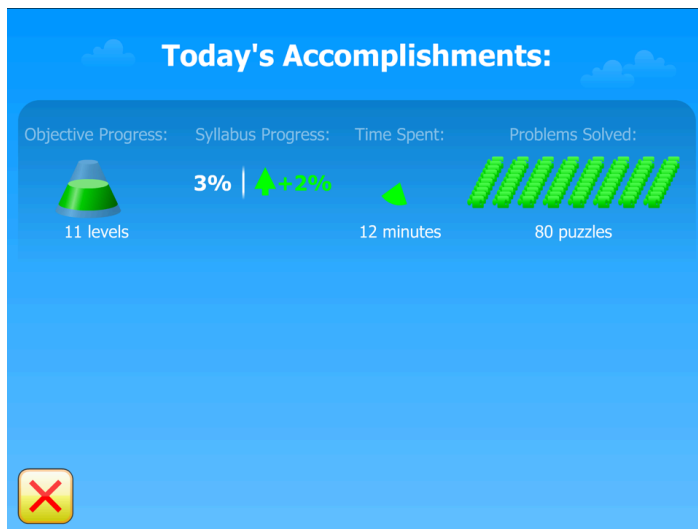 Today's Accomplishments:
Objective Progress:
11 levels
Syllabus Progress:
3% | +2%
Time Spent:
12 minutes
Problems Solved:
80 puzzles